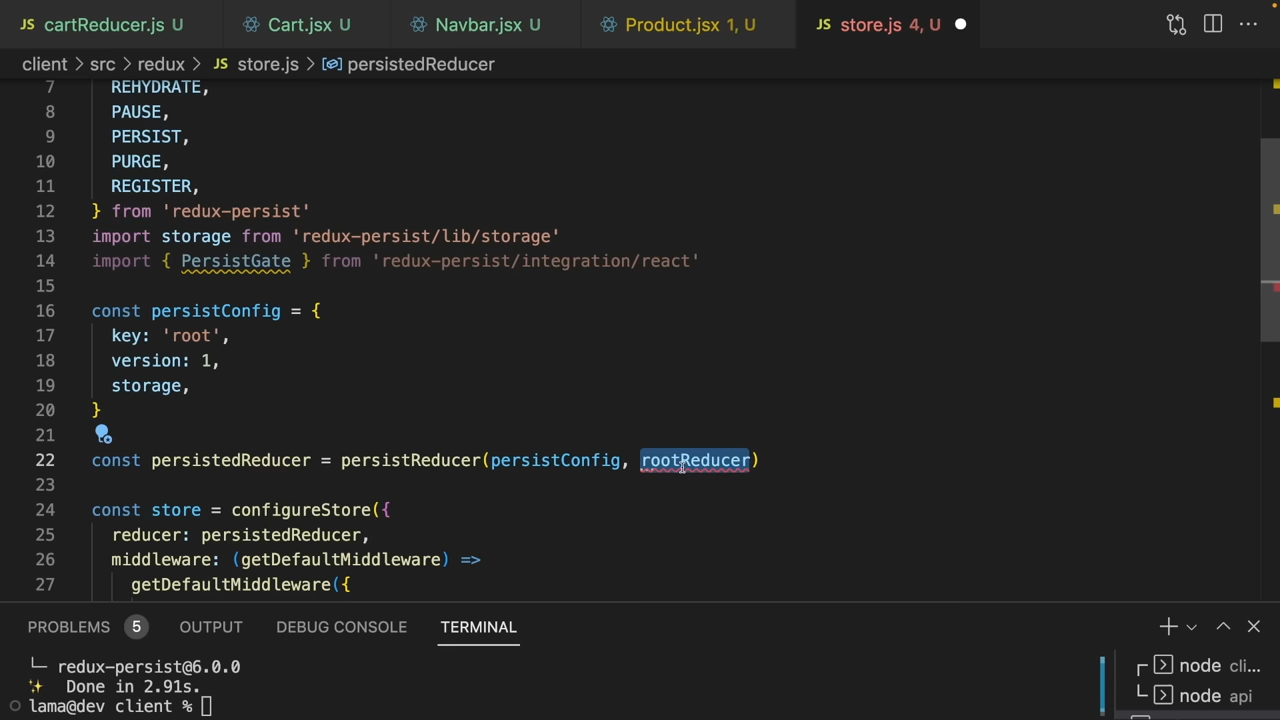 JS cartReducer.js U Cart.jsx U Navbar.jsx U Product.jsx 1, U JS store.js 4, U
client > src > redux > JS store.js > persistedReducer
7 REHYDRATE,
8 PAUSE,
9 PERSIST,
10 PURGE,
11 REGISTER,
12 } from 'redux-persist'
13 import storage from 'redux-persist/lib/storage'
14 import { PersistGate } from 'redux-persist/integration/react'
15
16 const persistConfig = {
17 key: 'root',
18 version: 1,
19 storage,
20 }
21
22 const persistedReducer = persistReducer(persistConfig, rootReducer)
23
24 const store = configureStore({
25 reducer: persistedReducer,
26 middleware: (getDefaultMiddleware) =>
27 getDefaultMiddleware({
PROBLEMS 5 OUTPUT DEBUG CONSOLE TERMINAL
└─ redux-persist@6.0.0
✨ Done in 2.91s.
lama@dev client %
node cli...
node api